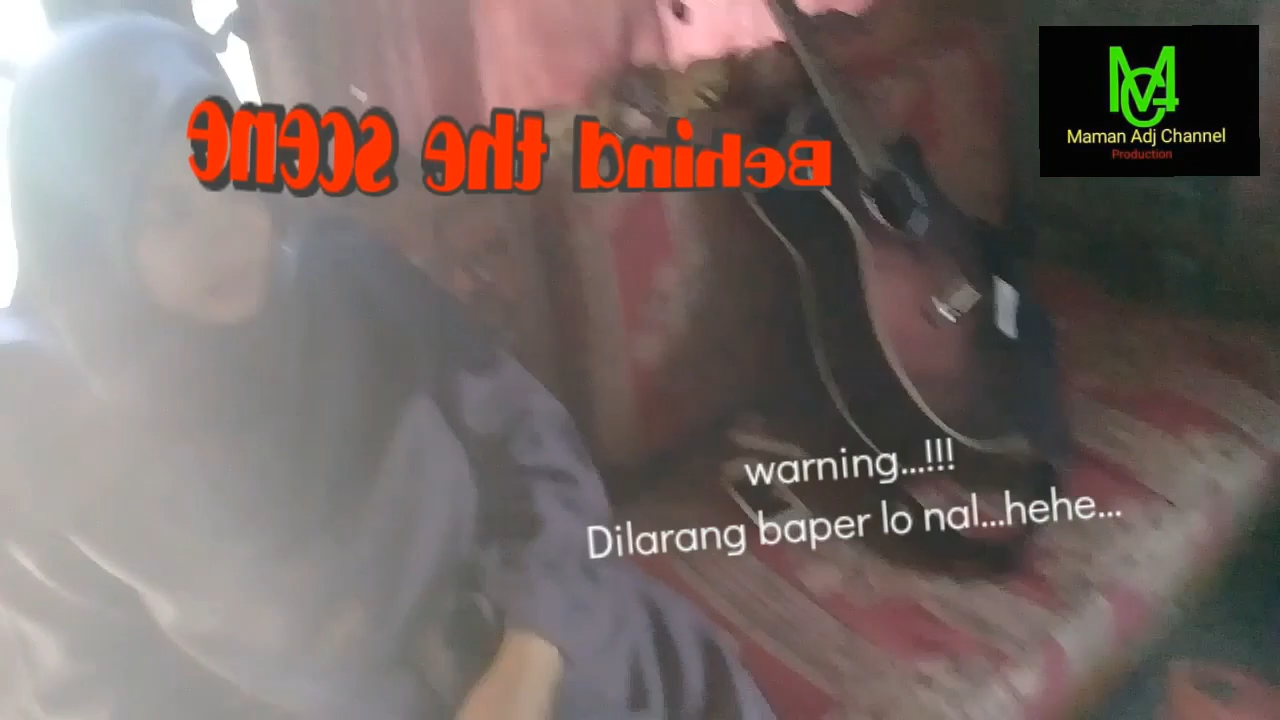 Behind the scene
Maman Adj Channel
Production
warning...!!!
Dilarang baper lo nal...hehe...